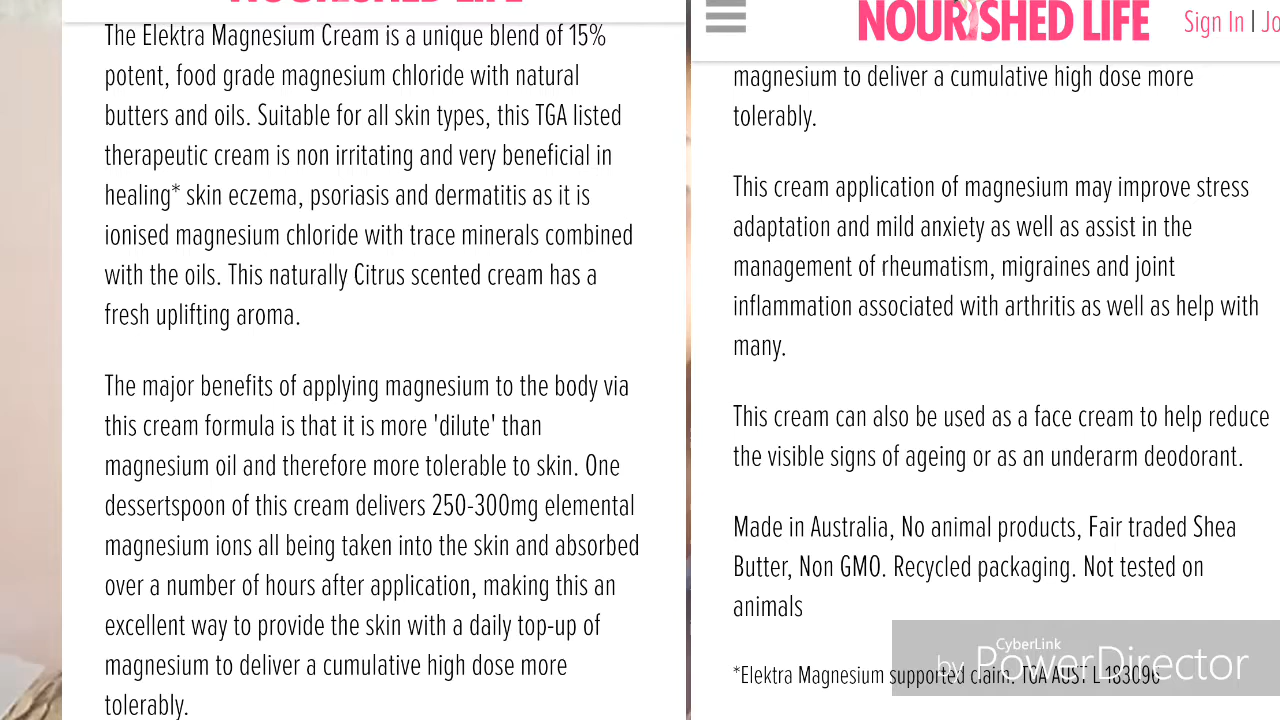 NOURISHED LIFE
The Elektra Magnesium Cream is a unique blend of 15%
potent, food grade magnesium chloride with natural
butters and oils. Suitable for all skin types, this TGA listed
therapeutic cream is non irritating and very beneficial in
healing* skin eczema, psoriasis and dermatitis as it is
ionised magnesium chloride with trace minerals combined
with the oils. This naturally Citrus scented cream has a
fresh uplifting aroma.
The major benefits of applying magnesium to the body via
this cream formula is that it is more 'dilute' than
magnesium oil and therefore more tolerable to skin. One
dessertspoon of this cream delivers 250-300mg elemental
magnesium ions all being taken into the skin and absorbed
over a number of hours after application, making this an
excellent way to provide the skin with a daily top-up of
magnesium to deliver a cumulative high dose more
tolerably.
NOURISHED LIFE
Sign In | Jo
magnesium to deliver a cumulative high dose more
tolerably.
This cream application of magnesium may improve stress
adaptation and mild anxiety as well as assist in the
management of rheumatism, migraines and joint
inflammation associated with arthritis as well as help with
many.
This cream can also be used as a face cream to help reduce
the visible signs of ageing or as an underarm deodorant.
Made in Australia, No animal products, Fair traded Shea
Butter, Non GMO. Recycled packaging. Not tested on
animals
*Elektra Magnesium supported claim. TGA AUST L 183096
CyberLink
by PowerDirector